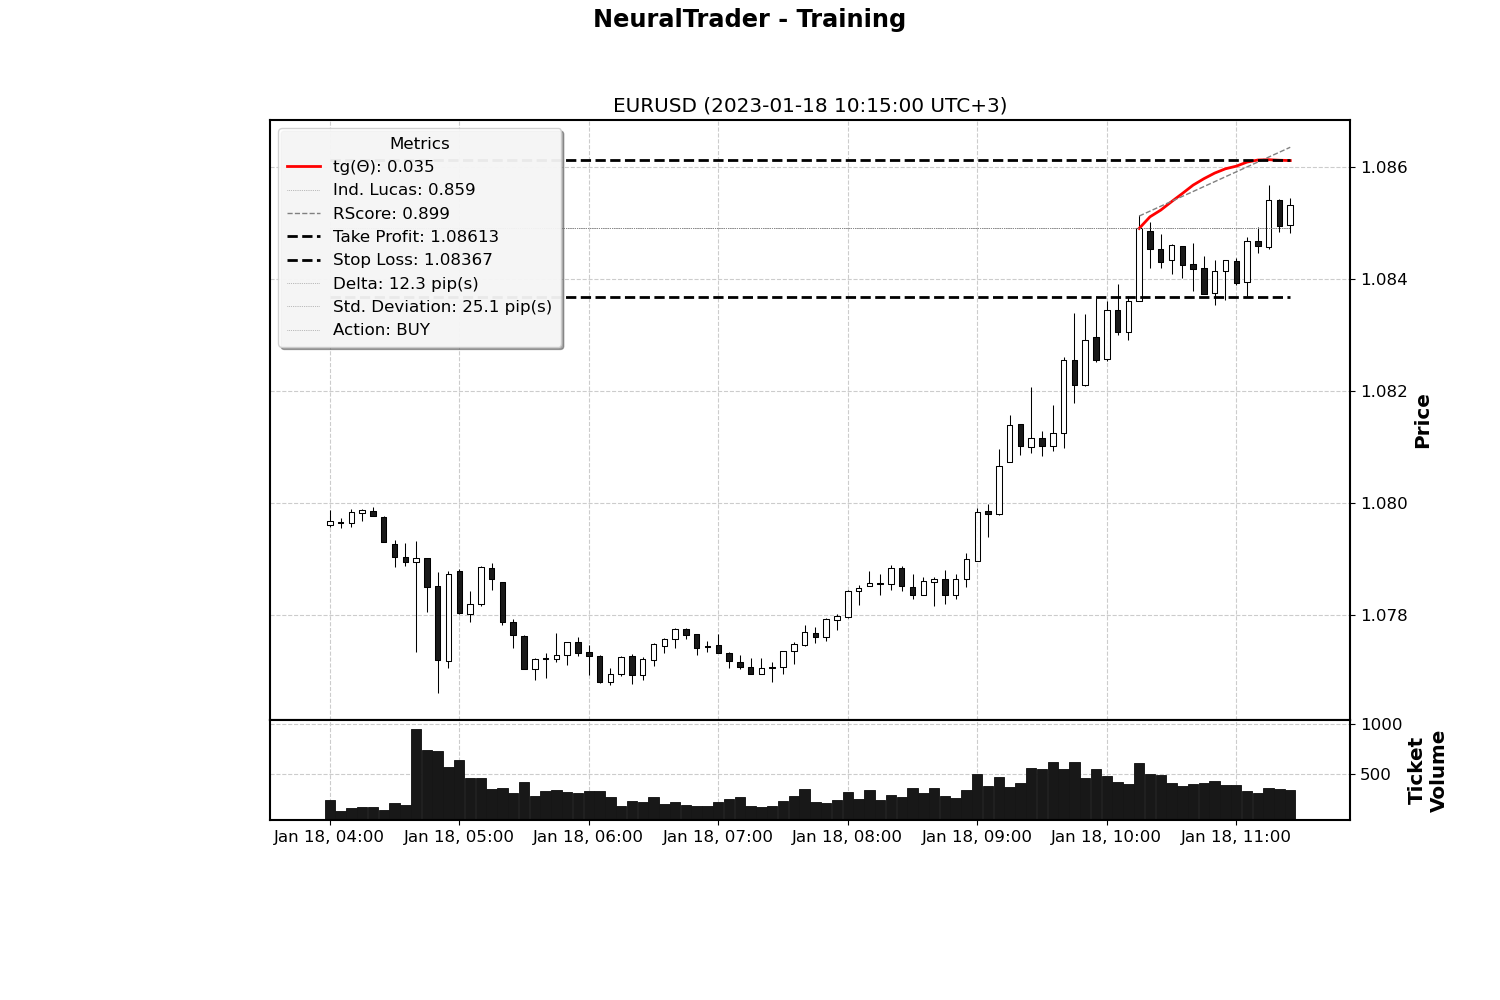 NeuralTrader - Training
EURUSD (2023-01-18 10:15:00 UTC+3)
Metrics
tg(Θ): 0.035
Ind. Lucas: 0.859
RScore: 0.899
Take Profit: 1.08613
Stop Loss: 1.08367
Delta: 12.3 pip(s)
Std. Deviation: 25.1 pip(s)
Action: BUY
1.086
1.084
1.082
1.080
1.078
Price
1000
500
Ticket
Volume
Jan 18, 04:00
Jan 18, 05:00
Jan 18, 06:00
Jan 18, 07:00
Jan 18, 08:00
Jan 18, 09:00
Jan 18, 10:00
Jan 18, 11:00